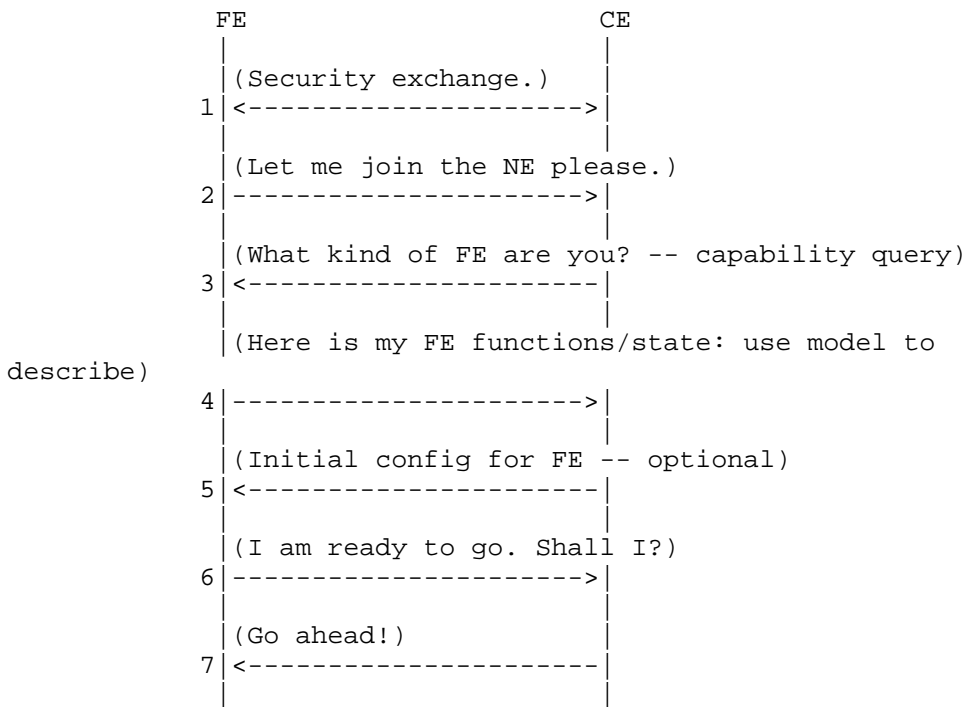 FE                     CE
(Security exchange.)
1|<--------------------->|
(Let me join the NE please.)
2|---------------------->|
(What kind of FE are you? -- capability query)
3|<----------------------|
(Here is my FE functions/state: use model to
describe)
4|---------------------->|
(Initial config for FE -- optional)
5|<----------------------|
(I am ready to go. Shall I?)
6|---------------------->|
(Go ahead!)
7|<----------------------|